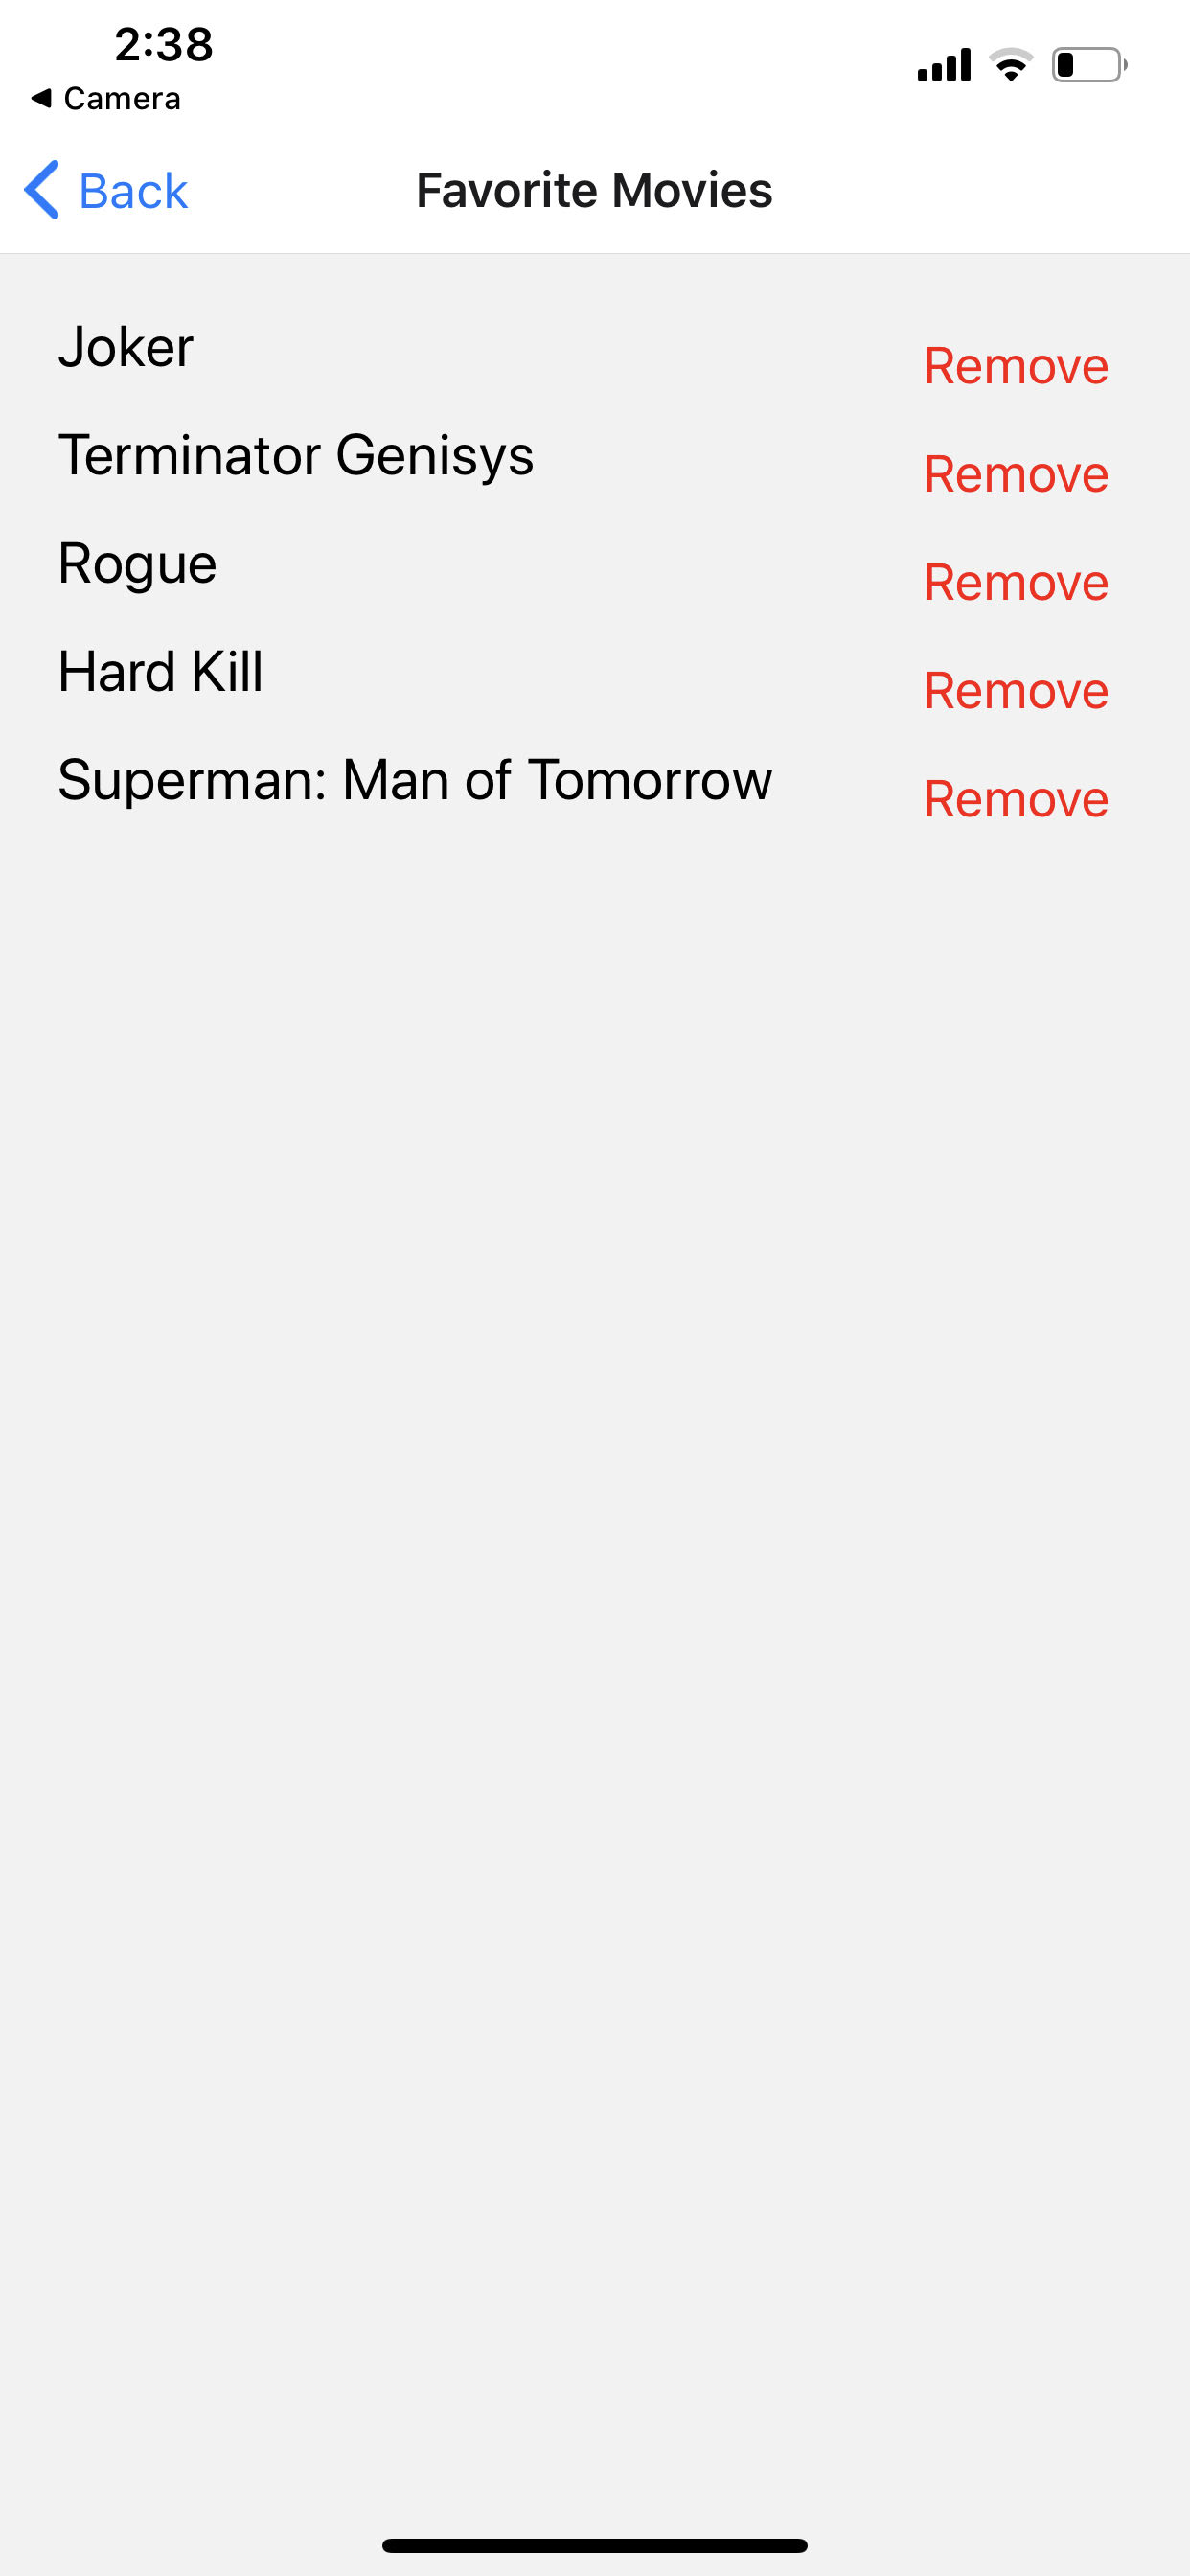 2:38
Camera
Back
Favorite Movies
Joker
Remove
Terminator Genisys
Remove
Rogue
Remove
Hard Kill
Remove
Superman: Man of Tomorrow
Remove